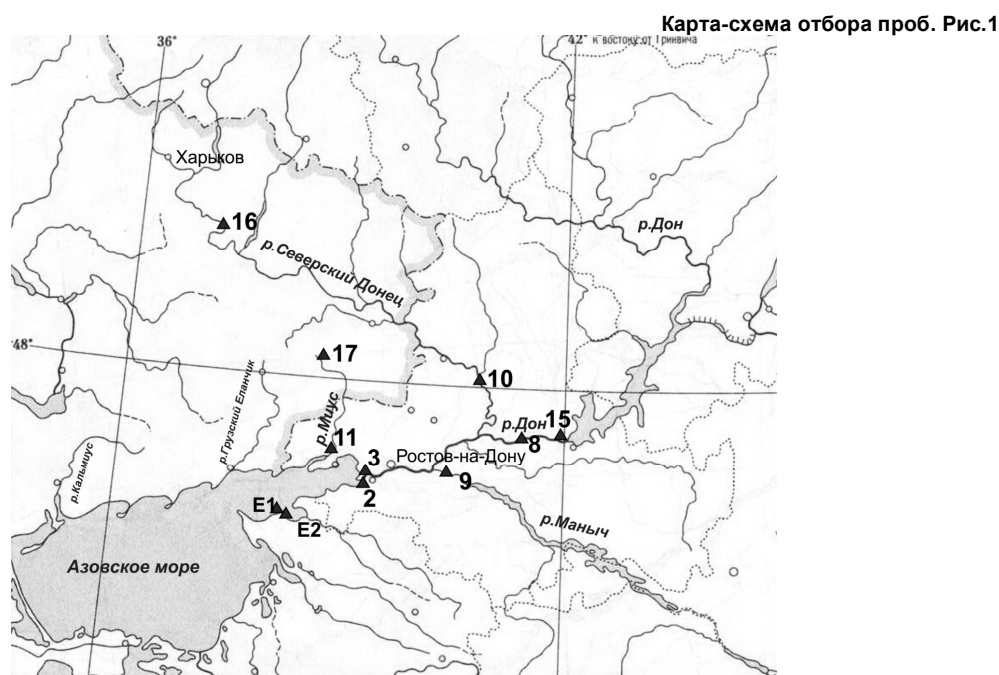 Карта-схема отбора проб. Рис.1
36°
42° к востоку от Гринвича
Харьков
16
р.Дон
р.Северский Донец
48°
17
10
р.Грузский Еланчик
р.Миус
р.Дон
15
8
11
3
Ростов-на-Дону
2
9
р.Кальмиус
E1
E2
р.Маныч
Азовское море